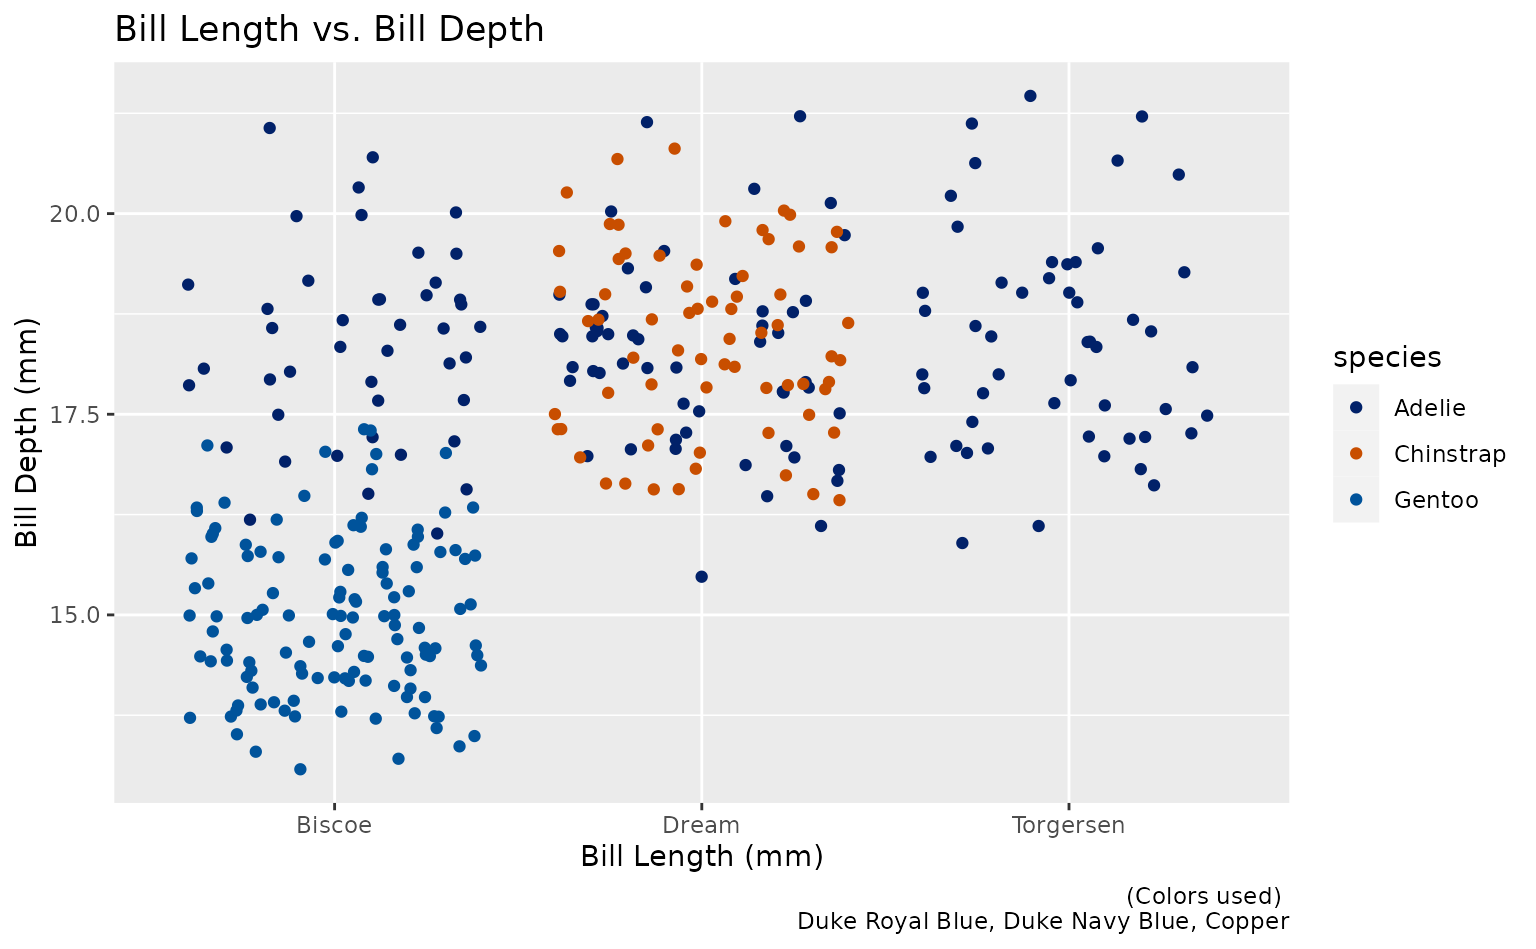 Bill Length vs. Bill Depth
Bill Depth (mm)
20.0
17.5
15.0
Biscoe
Dream
Torgersen
Bill Length (mm)
species
Adelie
Chinstrap
Gentoo
(Colors used)
Duke Royal Blue, Duke Navy Blue, Copper